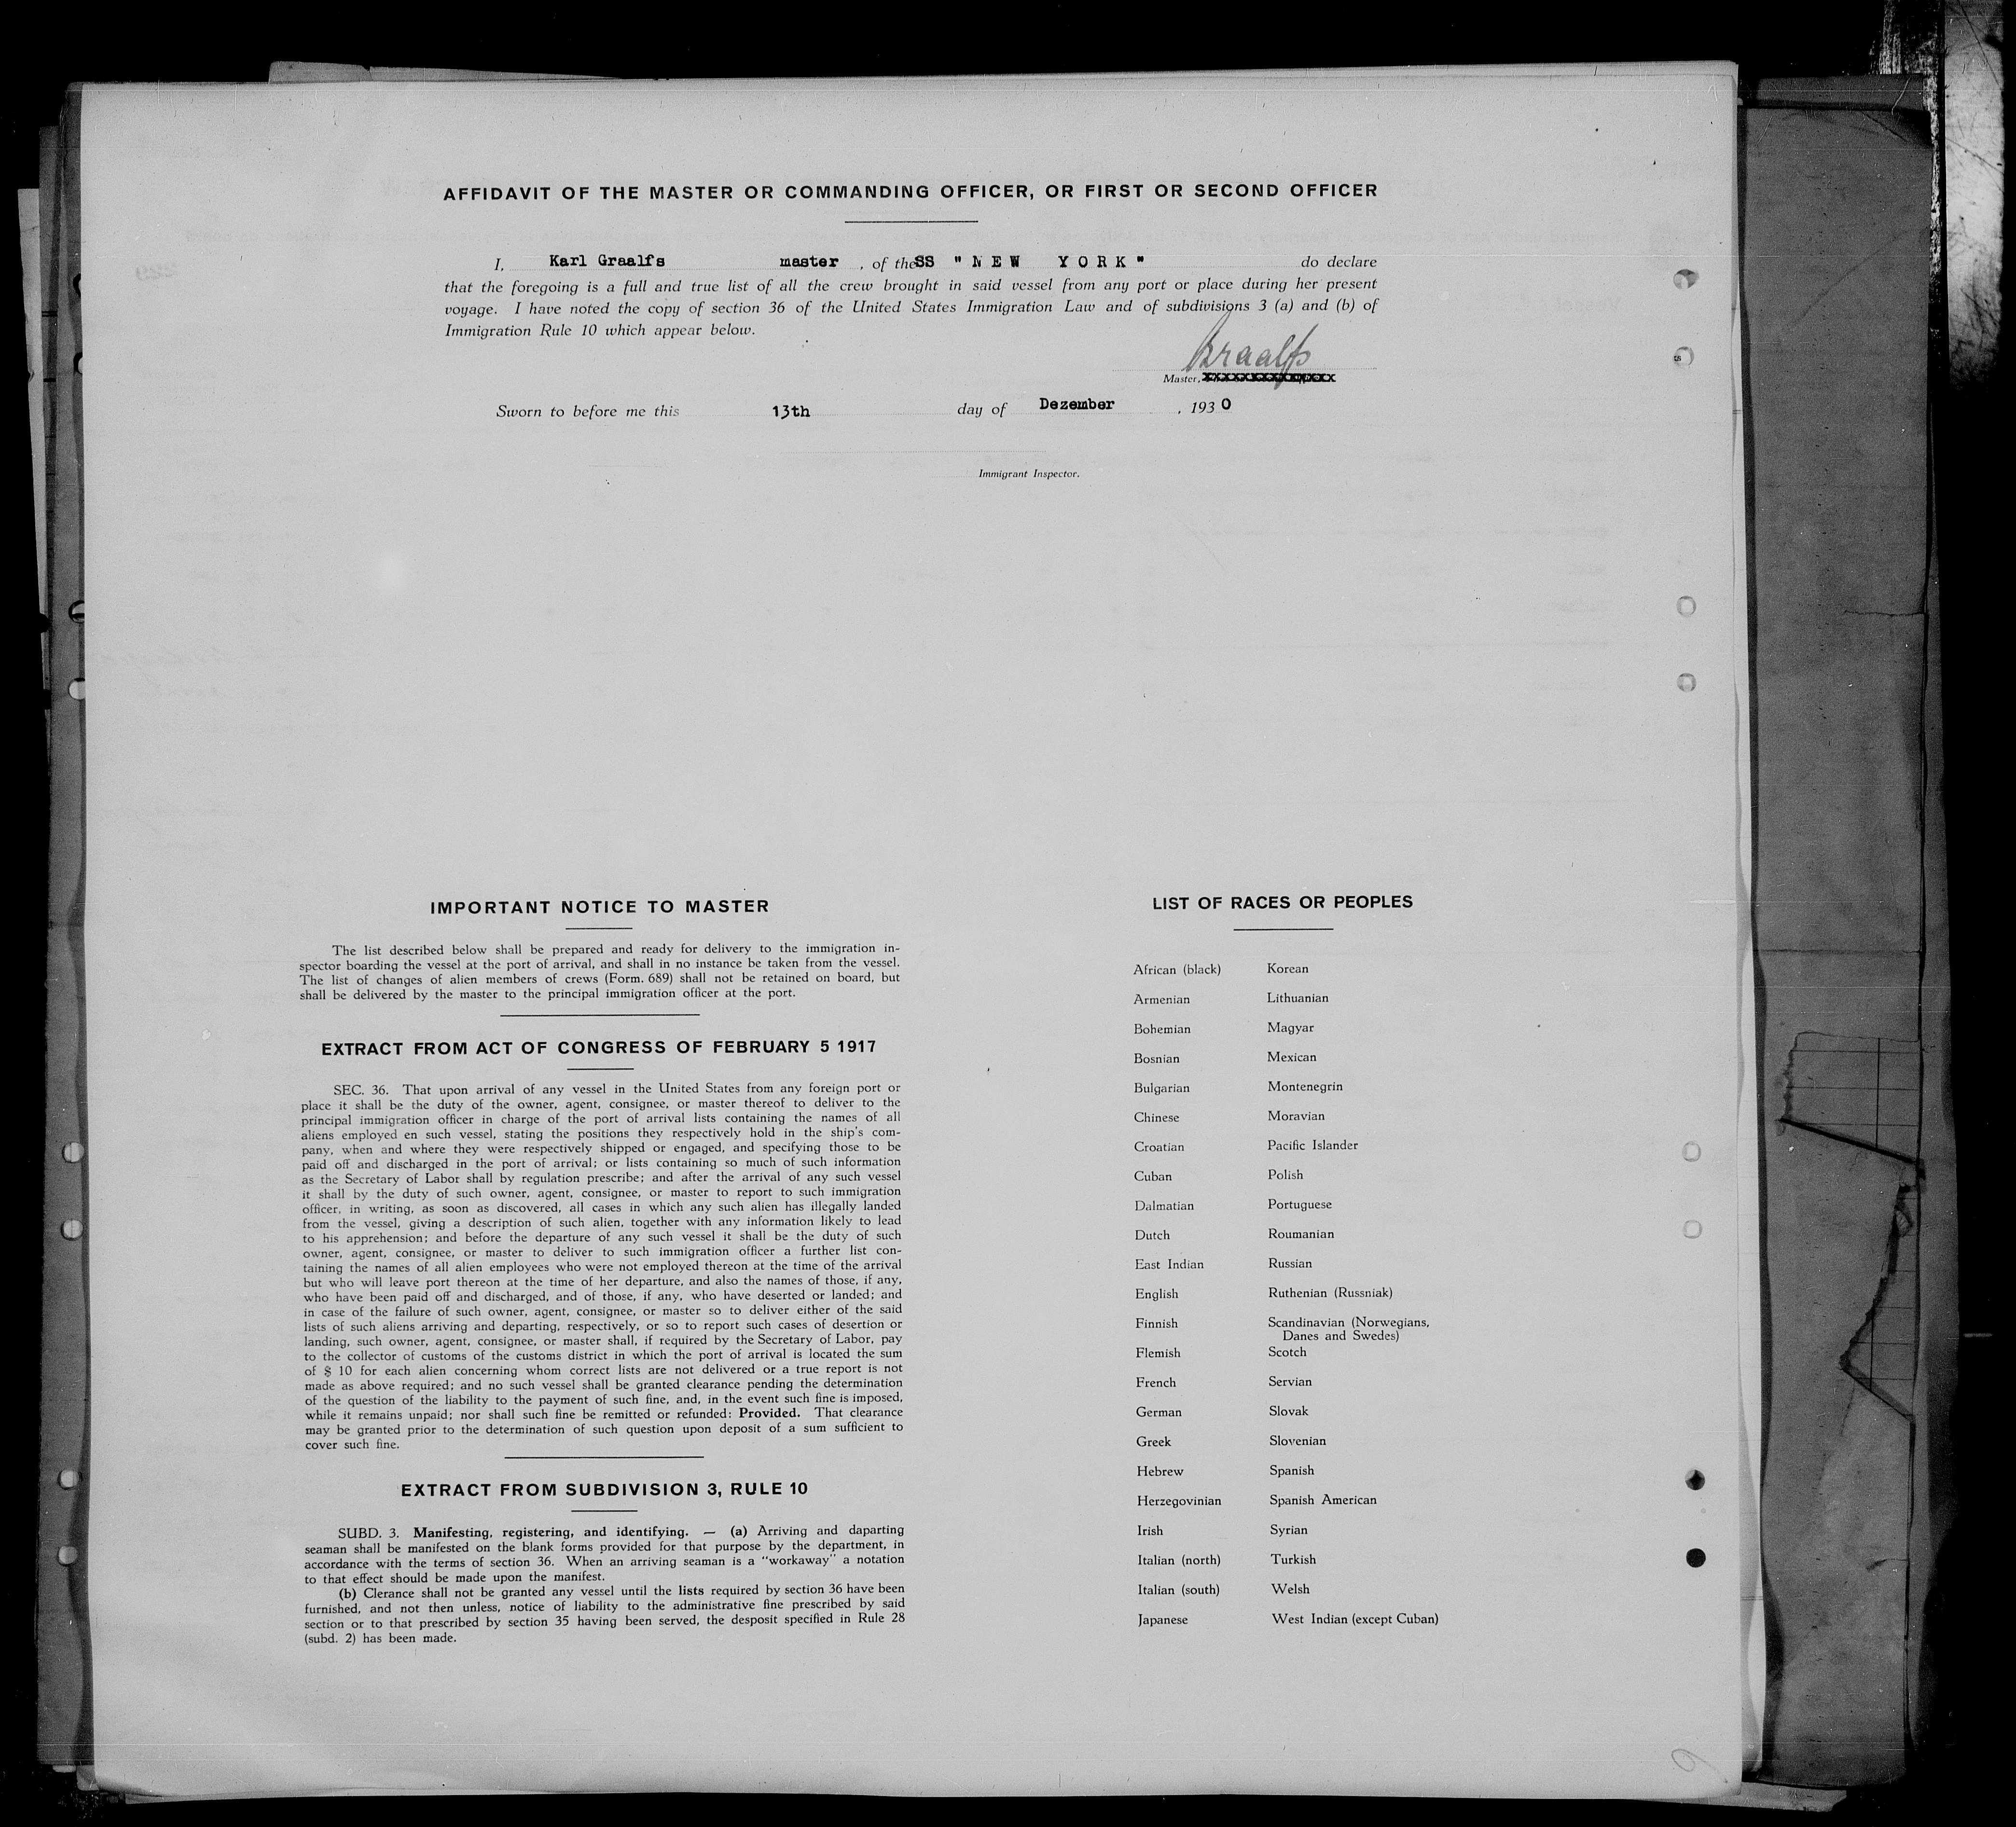 AFFIDAVIT OF THE MASTER OR COMMANDING OFFICER, OR FIRST OR SECOND OFFICER
I, Karl Graalfs master , of the SS " N E W Y O R K " do declare
that the foregoing is a full and true list of all the crew brought in said vessel from any port or place during her present
voyage. I have noted the copy of section 36 of the United States Immigration Law and of subdivisions 3 (a) and (b) of
Immigration Rule 10 which appear below.
Graalfs
Master, xxxxxxxxxxxxxxx
Sworn to before me this 13th day of Dezember , 1930
Immigrant Inspector.
IMPORTANT NOTICE TO MASTER
The list described below shall be prepared and ready for delivery to the immigration in-
spector boarding the vessel at the port of arrival, and shall in no instance be taken from the vessel.
The list of changes of alien members of crews (Form. 689) shall not be retained on board, but
shall be delivered by the master to the principal immigration officer at the port.
EXTRACT FROM ACT OF CONGRESS OF FEBRUARY 5 1917
SEC. 36. That upon arrival of any vessel in the United States from any foreign port or
place it shall be the duty of the owner, agent, consignee, or master thereof to deliver to the
principal immigration officer in charge of the port of arrival lists containing the names of all
aliens employed en such vessel, stating the positions they respectively hold in the ship's com-
pany, when and where they were respectively shipped or engaged, and specifying those to be
paid off and discharged in the port of arrival; or lists containing so much of such information
as the Secretary of Labor shall by regulation prescribe; and after the arrival of any such vessel
it shall by the duty of such owner, agent, consignee, or master to report to such immigration
officer, in writing, as soon as discovered, all cases in which any such alien has illegally landed
from the vessel, giving a description of such alien, together with any information likely to lead
to his apprehension; and before the departure of any such vessel it shall be the duty of such
owner, agent, consignee, or master to deliver to such immigration officer a further list con-
taining the names of all alien employees who were not employed thereon at the time of the arrival
but who will leave port thereon at the time of her departure, and also the names of those, if any,
who have been paid off and discharged, and of those, if any, who have deserted or landed; and
in case of the failure of such owner, agent, consignee, or master so to deliver either of the said
lists of such aliens arriving and departing, respectively, or so to report such cases of desertion or
landing, such owner, agent, consignee, or master shall, if required by the Secretary of Labor, pay
to the collector of customs of the customs district in which the port of arrival is located the sum
of $ 10 for each alien concerning whom correct lists are not delivered or a true report is not
made as above required; and no such vessel shall be granted clearance pending the determination
of the question of the liability to the payment of such fine, and, in the event such fine is imposed,
while it remains unpaid; nor shall such fine be remitted or refunded: Provided. That clearance
may be granted prior to the determination of such question upon deposit of a sum sufficient to
cover such fine.
EXTRACT FROM SUBDIVISION 3, RULE 10
SUBD. 3. Manifesting, registering, and identifying. — (a) Arriving and daparting
seaman shall be manifested on the blank forms provided for that purpose by the department, in
accordance with the terms of section 36. When an arriving seaman is a "workaway" a notation
to that effect should be made upon the manifest.
(b) Clerance shall not be granted any vessel until the lists required by section 36 have been
furnished, and not then unless, notice of liability to the administrative fine prescribed by said
section or to that prescribed by section 35 having been served, the desposit specified in Rule 28
(subd. 2) has been made.
LIST OF RACES OR PEOPLES
African (black) Korean
Armenian Lithuanian
Bohemian Magyar
Bosnian Mexican
Bulgarian Montenegrin
Chinese Moravian
Croatian Pacific Islander
Cuban Polish
Dalmatian Portuguese
Dutch Roumanian
East Indian Russian
English Ruthenian (Russniak)
Finnish Scandinavian (Norwegians,
Danes and Swedes)
Flemish Scotch
French Servian
German Slovak
Greek Slovenian
Hebrew Spanish
Herzegovinian Spanish American
Irish Syrian
Italian (north) Turkish
Italian (south) Welsh
Japanese West Indian (except Cuban)